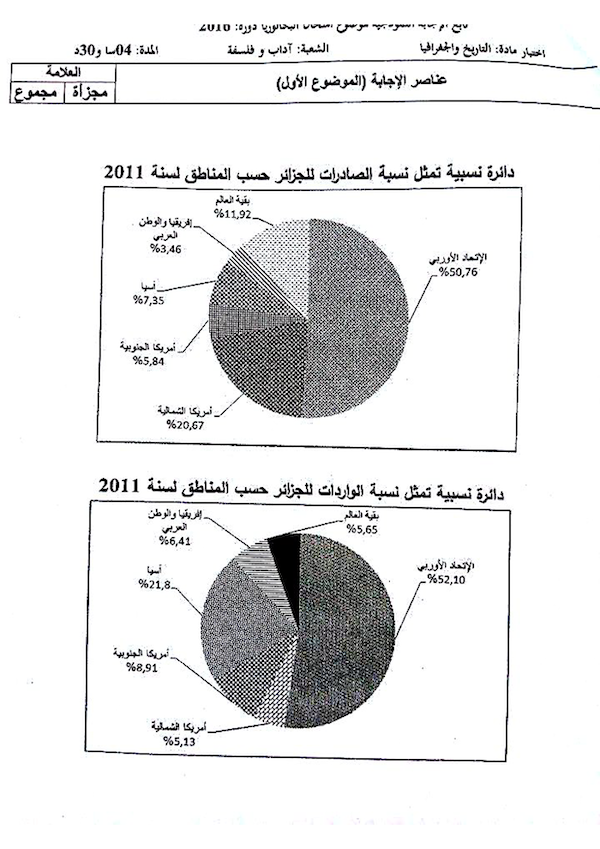 تابع الإجابة النموذجية لموضوع امتحان البكالوريا دورة: 2016
اختبار مادة: التاريخ والجغرافيا الشعبة: آداب و فلسفة المدة: 04سا و30د
عناصر الإجابة (الموضوع الأول)
العلامة
مجزأة مجموع
دائرة نسبية تمثل نسبة الصادرات للجزائر حسب المناطق لسنة 2011
بقية العالم
%11,92
إفريقيا والوطن
العربي
%3,46
أسيا
%7,35
أمريكا الجنوبية
%5,84
أمريكا الشمالية
%20,67
الإتحاد الأوربي
%50,76
دائرة نسبية تمثل نسبة الواردات للجزائر حسب المناطق لسنة 2011
بقية العالم
%5,65
إفريقيا والوطن
العربي
%6,41
أسيا
%21,8
أمريكا الجنوبية
%8,91
أمريكا الشمالية
%5,13
الإتحاد الأوربي
%52,10